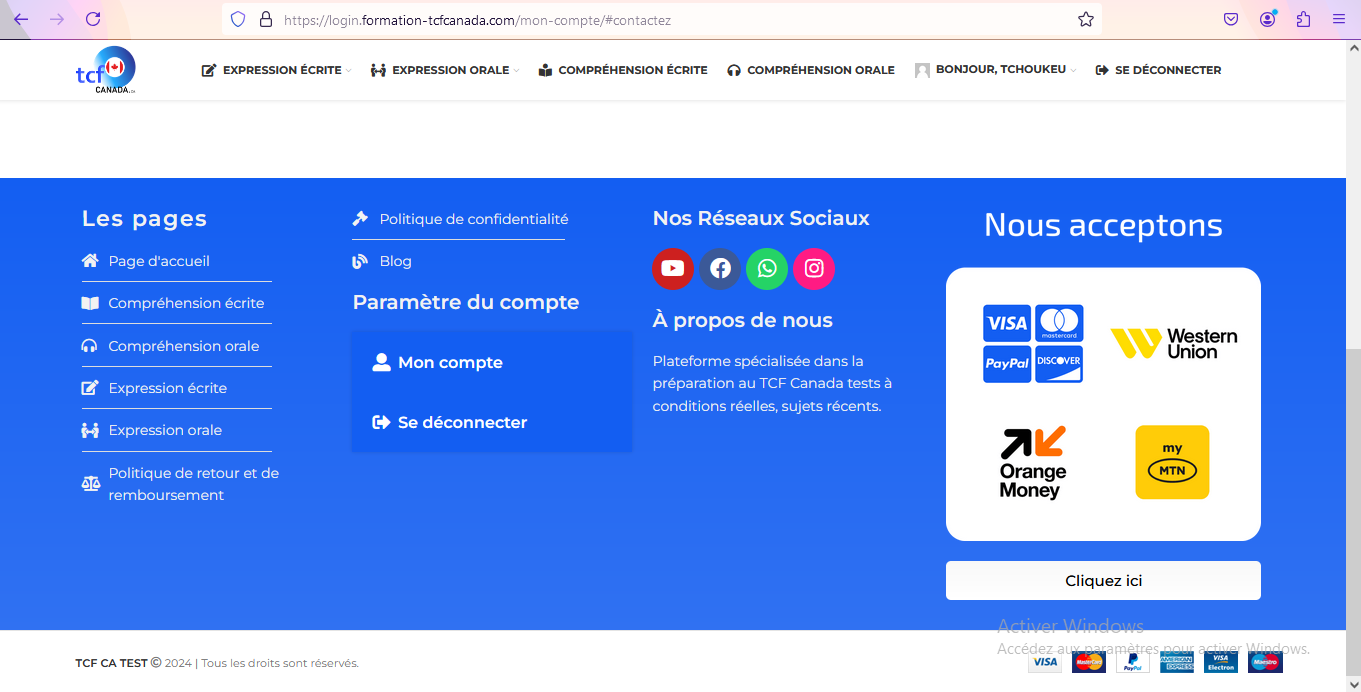 https://login.formation-tcfcanada.com/mon-compte/#contactez
tcf
CANADA.ca
EXPRESSION ÉCRITE
EXPRESSION ORALE
COMPRÉHENSION ÉCRITE
COMPRÉHENSION ORALE
BONJOUR, TCHOUKEU
SE DÉCONNECTER
Les pages
Page d'accueil
Compréhension écrite
Compréhension orale
Expression écrite
Expression orale
Politique de retour et de
remboursement
Politique de confidentialité
Blog
Paramètre du compte
Mon compte
Se déconnecter
Nos Réseaux Sociaux
À propos de nous
Plateforme spécialisée dans la
préparation au TCF Canada tests à
conditions réelles, sujets récents.
Nous acceptons
VISA
mastercard
PayPal
DISCOVER
Western
Union
Orange
Money
my
MTN
Cliquez ici
Activer Windows
Accédez aux paramètres pour activer Windows.
TCF CA TEST © 2024 | Tous les droits sont réservés.
VISA
MasterCard
PayPal
AMERICAN
EXPRESS
VISA
Electron
Maestro